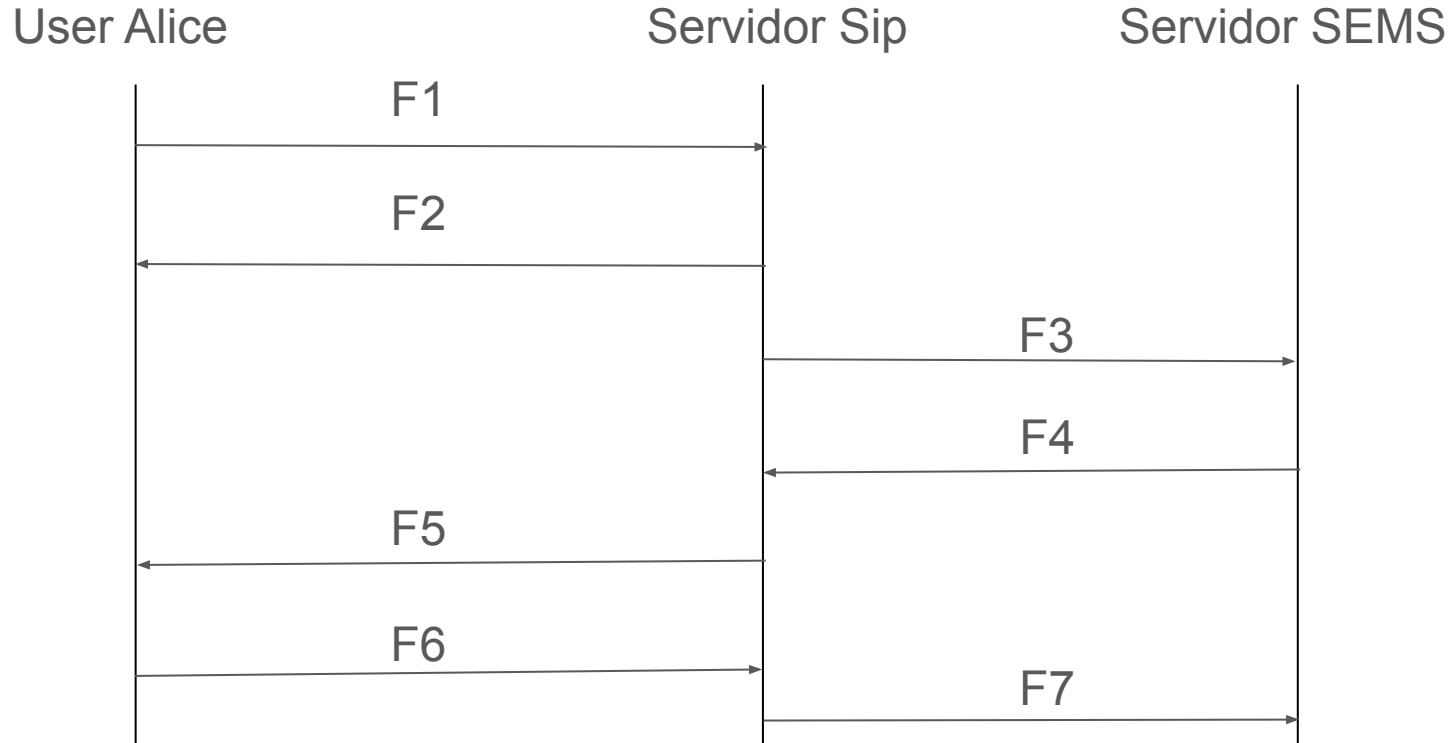 User Alice
Servidor Sip
Servidor SEMS
F1
F2
F3
F4
F5
F6
F7